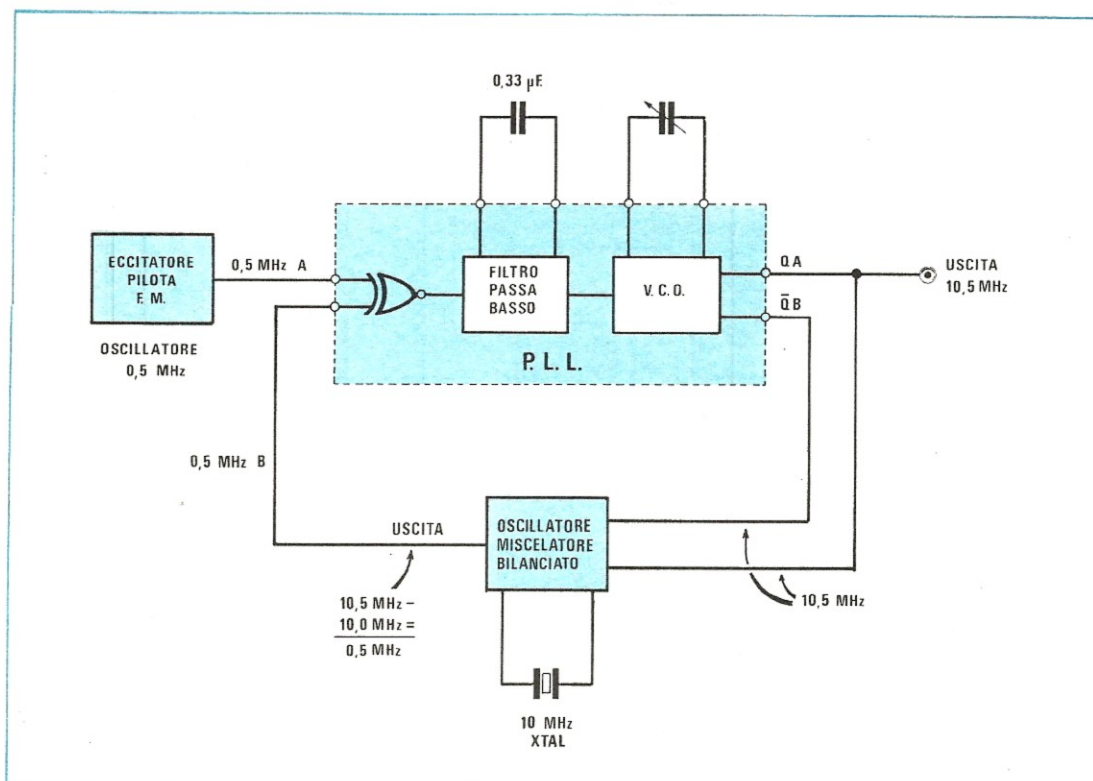 0,33 µF.
ECCITATORE
PILOTA
F. M.
OSCILLATORE
0,5 MHz
0,5 MHz A
FILTRO
PASSA
BASSO
V. C. O.
Q A
Q̅ B
USCITA
10,5 MHz
P. L. L.
0,5 MHz B
USCITA
OSCILLATORE
MISCELATORE
BILANCIATO
10,5 MHz –
10,0 MHz =
0,5 MHz
10,5 MHz
10 MHz
XTAL